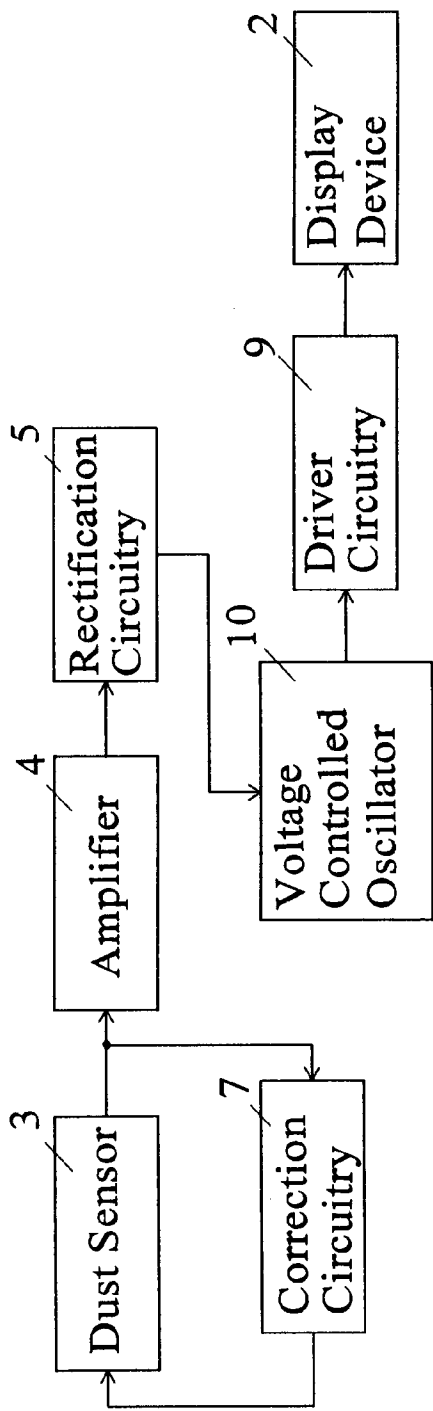 3
Dust Sensor
4
Amplifier
5
Rectification
Circuitry
7
Correction
Circuitry
10
Voltage
Controlled
Oscillator
9
Driver
Circuitry
2
Display
Device